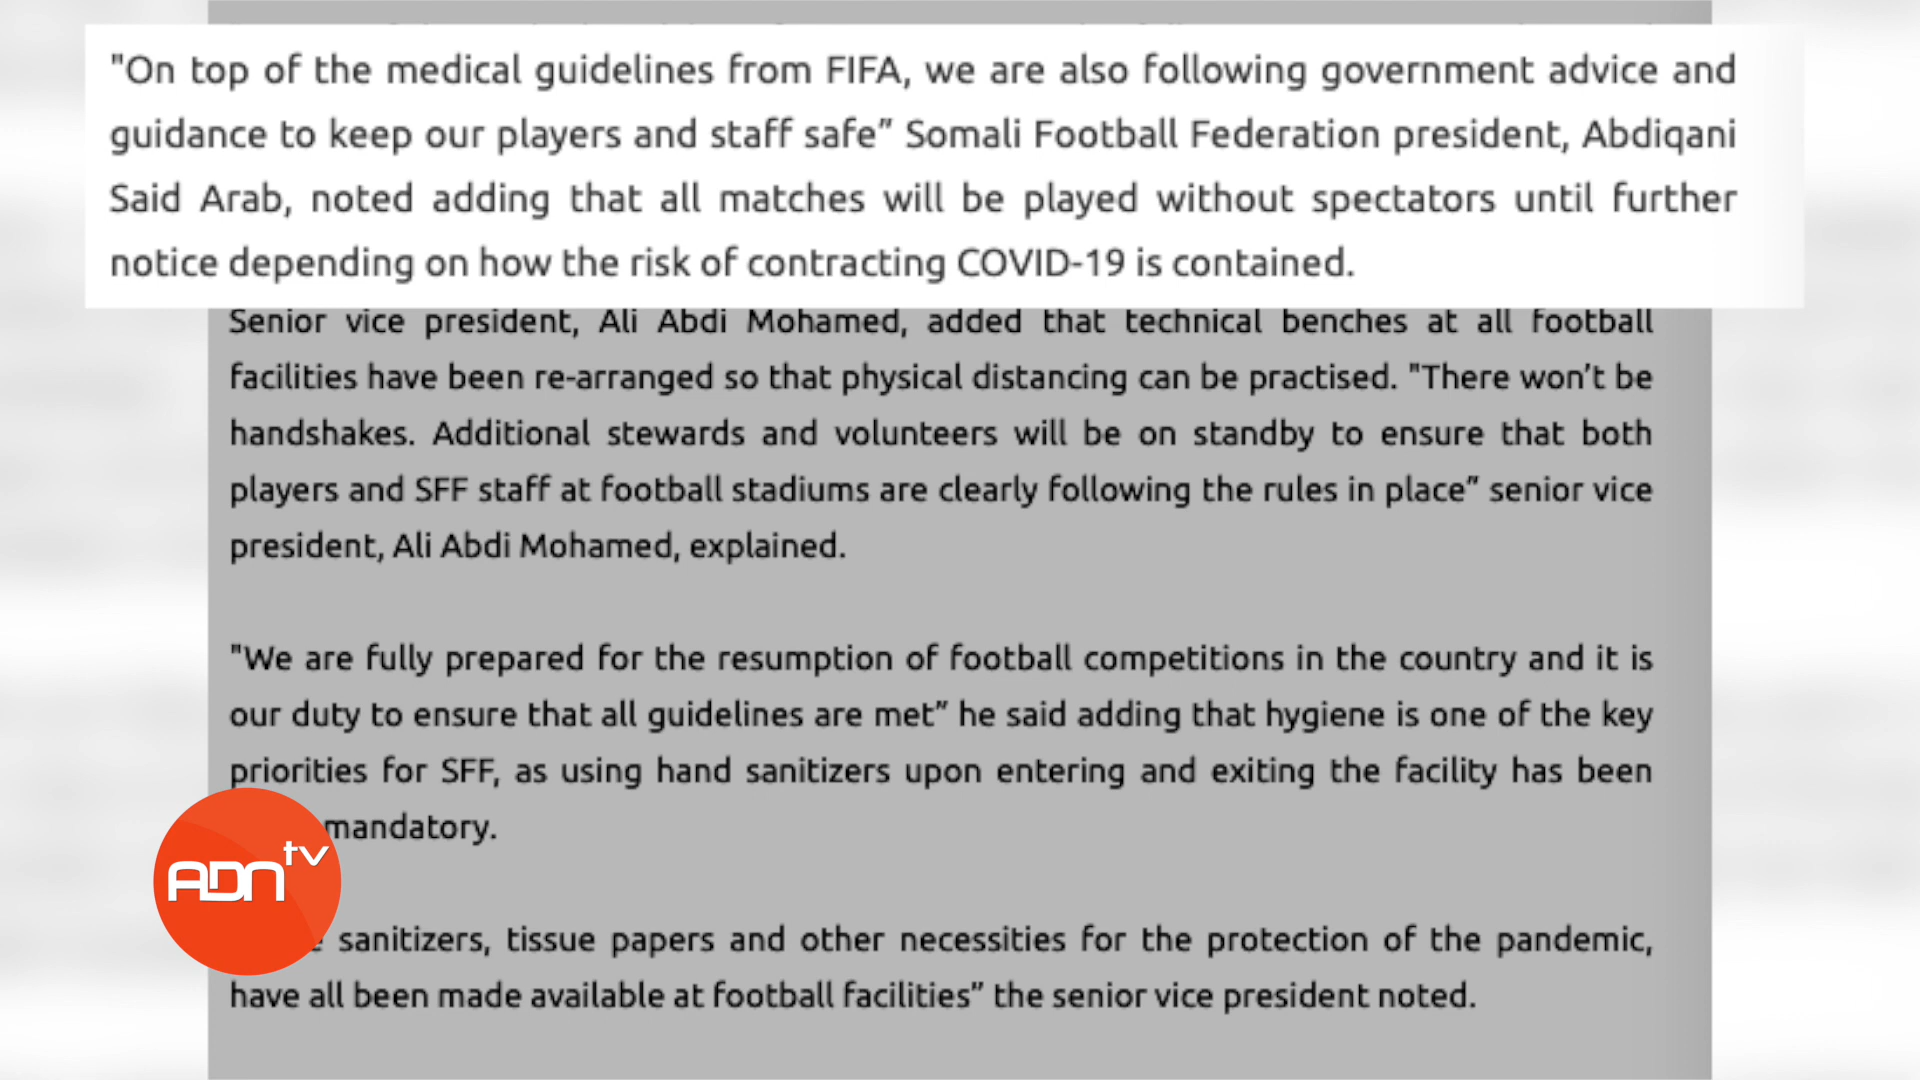 "On top of the medical guidelines from FIFA, we are also following government advice and
guidance to keep our players and staff safe” Somali Football Federation president, Abdiqani
Said Arab, noted adding that all matches will be played without spectators until further
notice depending on how the risk of contracting COVID-19 is contained.
Senior vice president, Ali Abdi Mohamed, added that technical benches at all football
facilities have been re-arranged so that physical distancing can be practised. "There won’t be
handshakes. Additional stewards and volunteers will be on standby to ensure that both
players and SFF staff at football stadiums are clearly following the rules in place” senior vice
president, Ali Abdi Mohamed, explained.
"We are fully prepared for the resumption of football competitions in the country and it is
our duty to ensure that all guidelines are met” he said adding that hygiene is one of the key
priorities for SFF, as using hand sanitizers upon entering and exiting the facility has been
mandatory.
sanitizers, tissue papers and other necessities for the protection of the pandemic,
have all been made available at football facilities” the senior vice president noted.
ADN tv